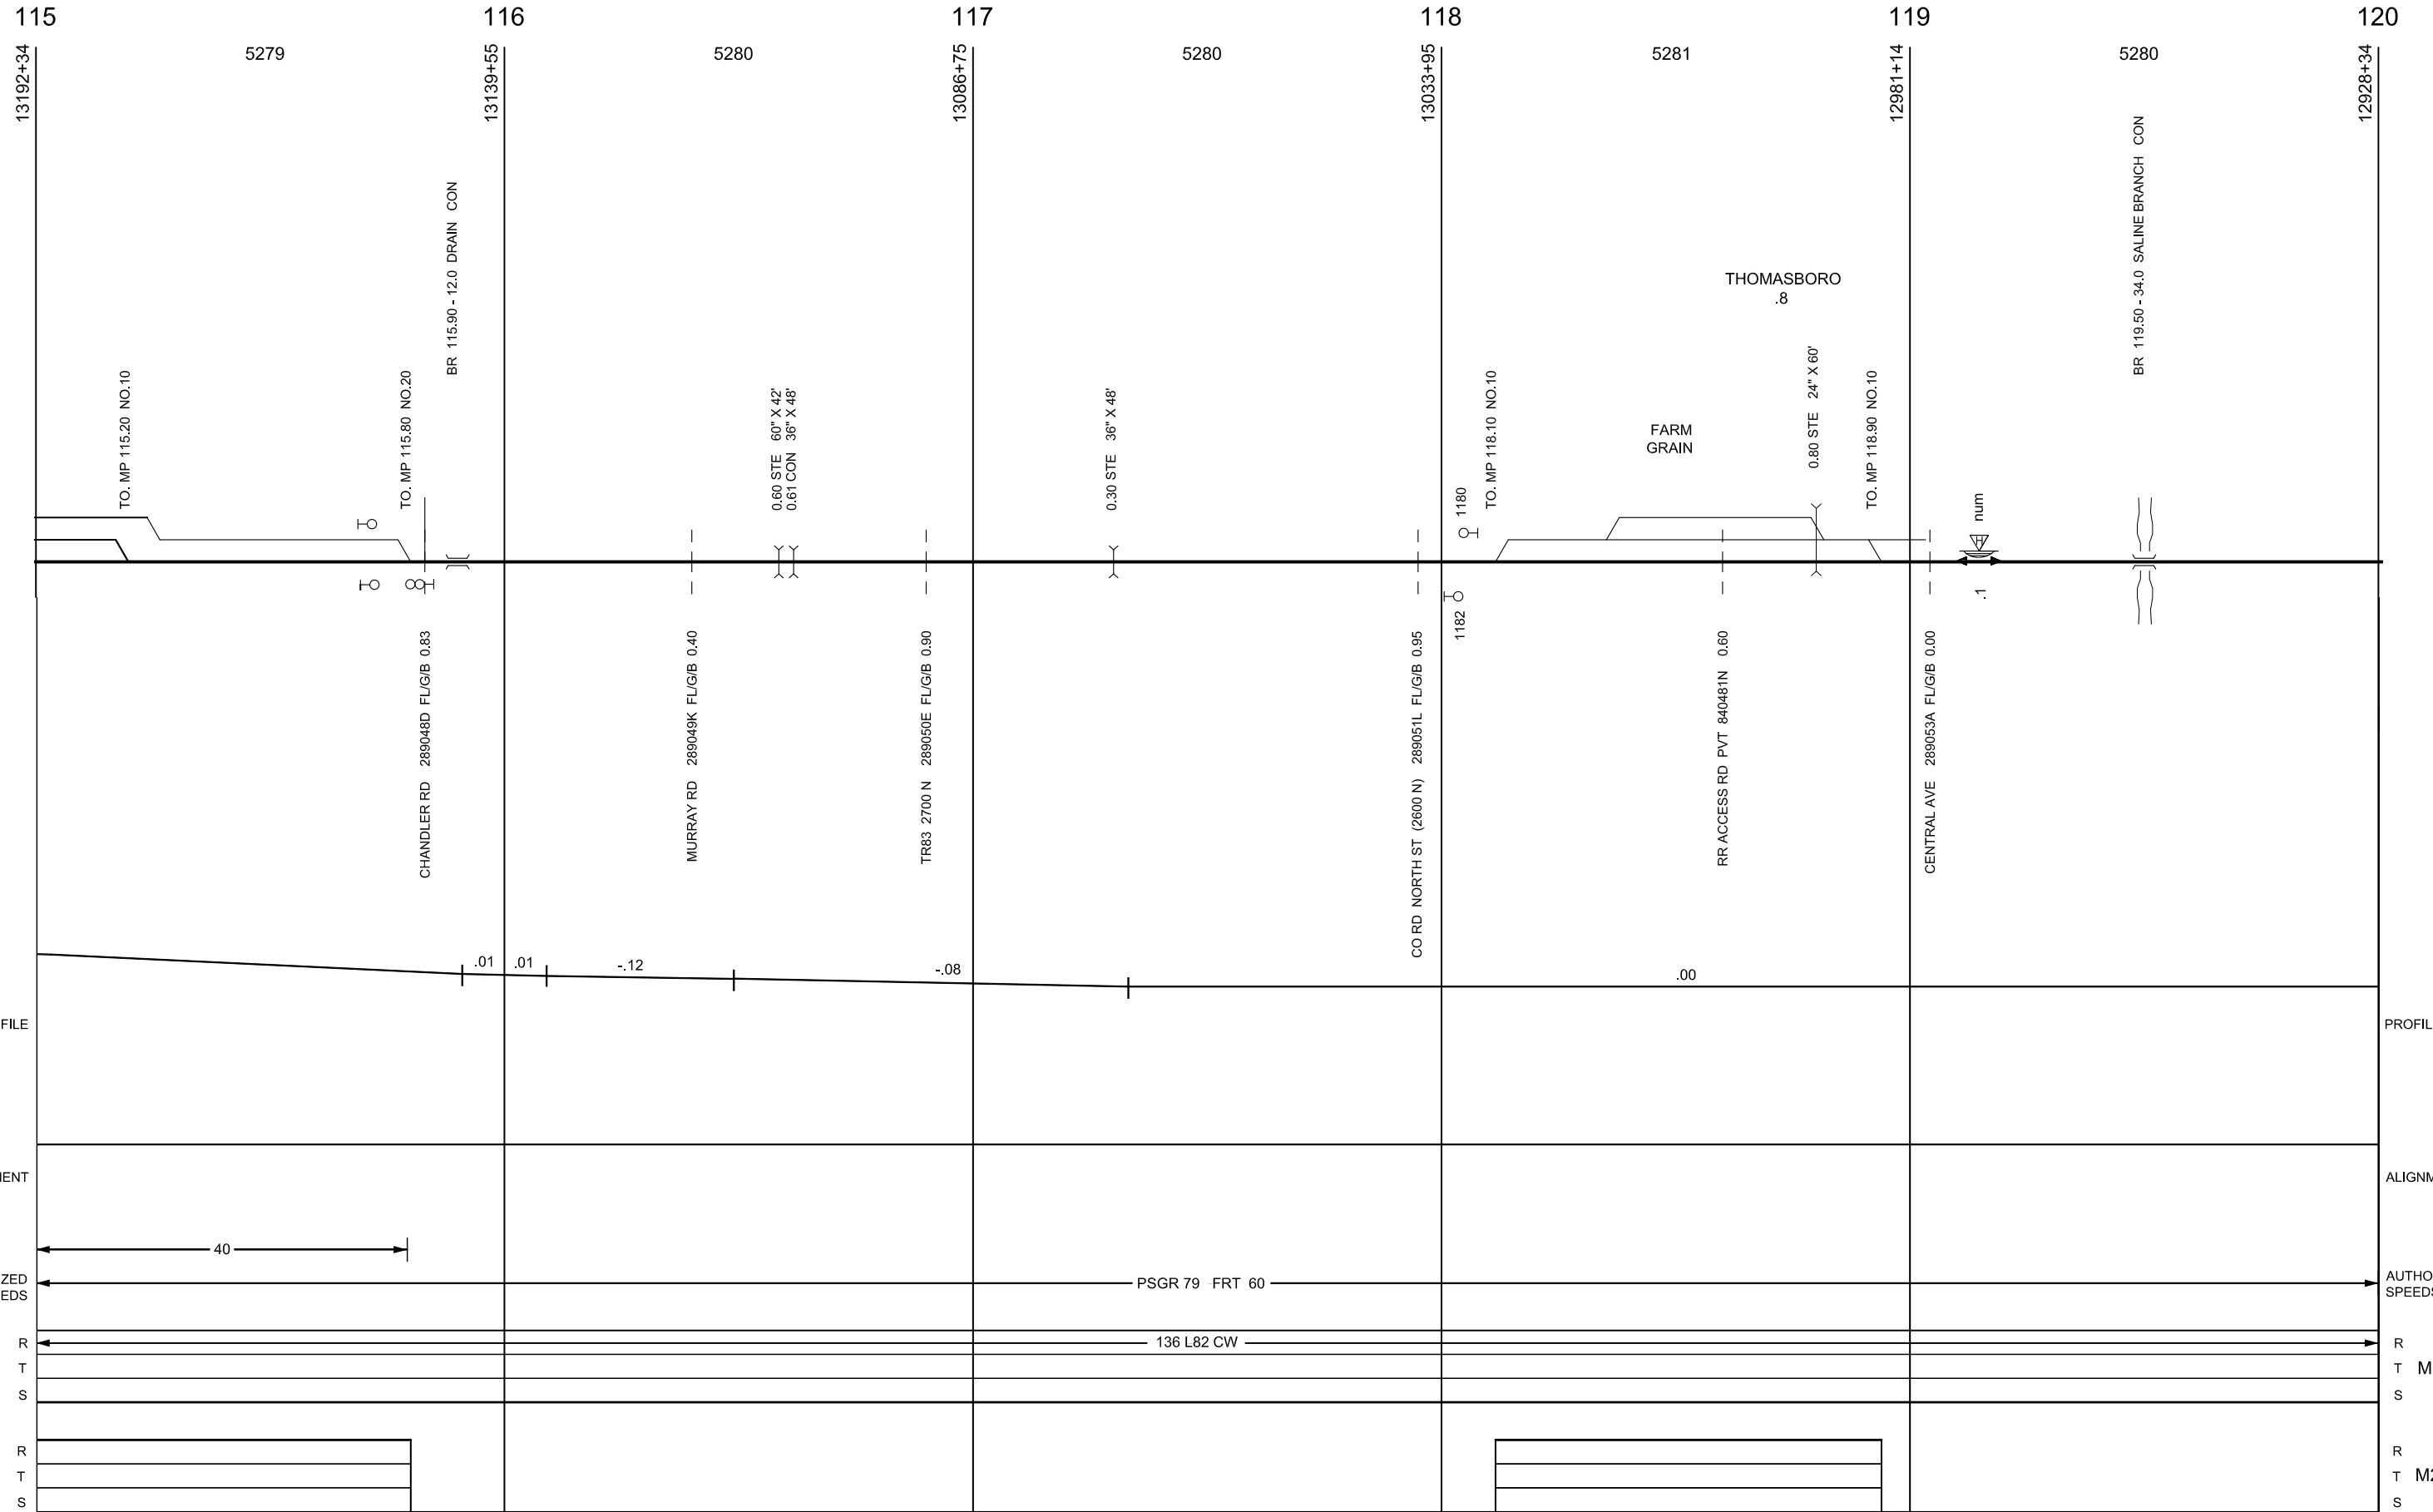 115
116
117
118
119
120
13192+34
5279
13139+55
5280
13086+75
5280
13033+95
5281
12981+14
5280
12928+34
TO. MP 115.20 NO.10
TO. MP 115.80 NO.20
BR 115.90 - 12.0 DRAIN CON
0.60 STE 60" X 42'
0.61 CON 36" X 48'
0.30 STE 36" X 48'
1180
TO. MP 118.10 NO.10
FARM
GRAIN
THOMASBORO
.8
0.80 STE 24" X 60'
TO. MP 118.90 NO.10
num
H
.1
BR 119.50 - 34.0 SALINE BRANCH CON
1182
CHANDLER RD 289048D FL/G/B 0.83
MURRAY RD 289049K FL/G/B 0.40
TR83 2700 N 289050E FL/G/B 0.90
CO RD NORTH ST (2600 N) 289051L FL/G/B 0.95
RR ACCESS RD PVT 840481N 0.60
CENTRAL AVE 289053A FL/G/B 0.00
.01
.01
-.12
-.08
.00
FILE
PROFIL
MENT
ALIGNM
40
ZED
EDS
PSGR 79 FRT 60
AUTHO
SPEEDS
R
136 L82 CW
R
T
T M
S
S
R
R
T
T M2
S
S